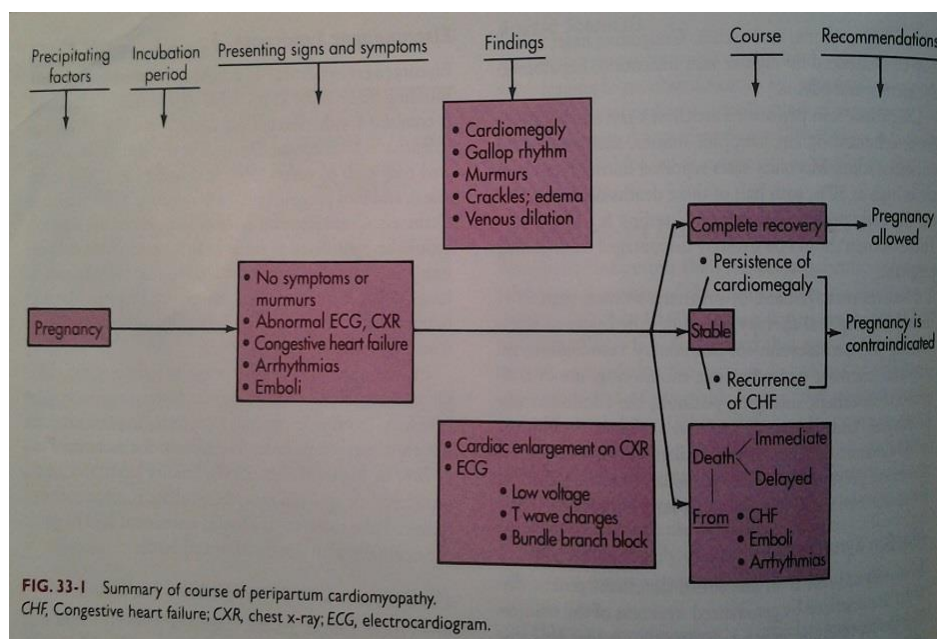 Precipitating
factors
Incubation
period
Presenting signs and symptoms
Findings
Course
Recommendations
• Cardiomegaly
• Gallop rhythm
• Murmurs
• Crackles; edema
• Venous dilation
Pregnancy
• No symptoms or
murmurs
• Abnormal ECG, CXR
• Congestive heart failure
• Arrhythmias
• Emboli
Complete recovery
Pregnancy
allowed
• Persistence of
cardiomegaly
Stable
• Recurrence
of CHF
Pregnancy is
contraindicated
• Cardiac enlargement on CXR
• ECG
• Low voltage
• T wave changes
• Bundle branch block
Death
Immediate
Delayed
From
• CHF
• Emboli
• Arrhythmias
FIG. 33-1 Summary of course of peripartum cardiomyopathy.
CHF, Congestive heart failure; CXR, chest x-ray; ECG, electrocardiogram.